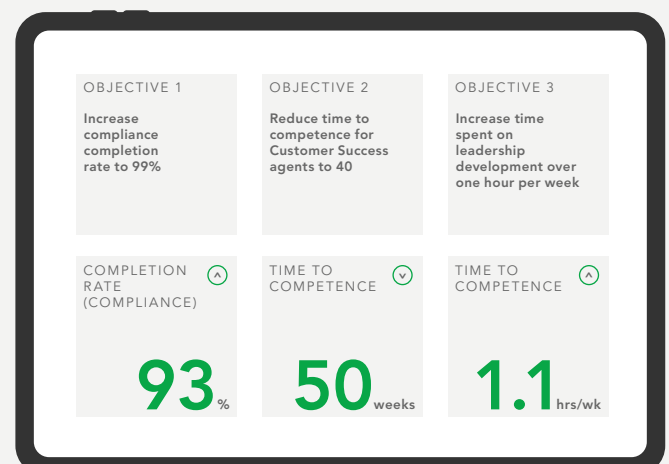 OBJECTIVE 1
Increase
compliance
completion
rate to 99%
OBJECTIVE 2
Reduce time to
competence for
Customer Success
agents to 40
OBJECTIVE 3
Increase time
spent on
leadership
development over
one hour per week
COMPLETION
RATE
(COMPLIANCE)
93%
TIME TO
COMPETENCE
50 weeks
TIME TO
COMPETENCE
1.1 hrs/wk